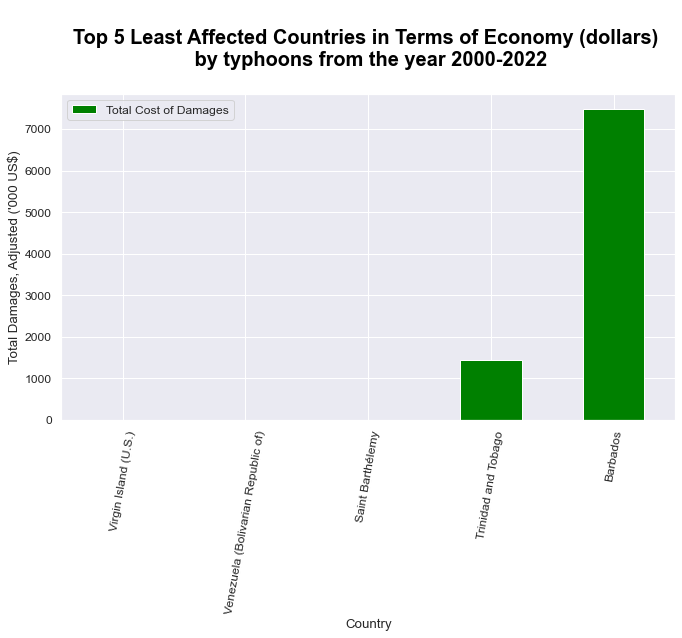 Top 5 Least Affected Countries in Terms of Economy (dollars)
by typhoons from the year 2000-2022
Total Cost of Damages
Total Damages, Adjusted ('000 US$)
7000
6000
5000
4000
3000
2000
1000
0
Virgin Island (U.S.)
Venezuela (Bolivarian Republic of)
Saint Barthélemy
Trinidad and Tobago
Barbados
Country